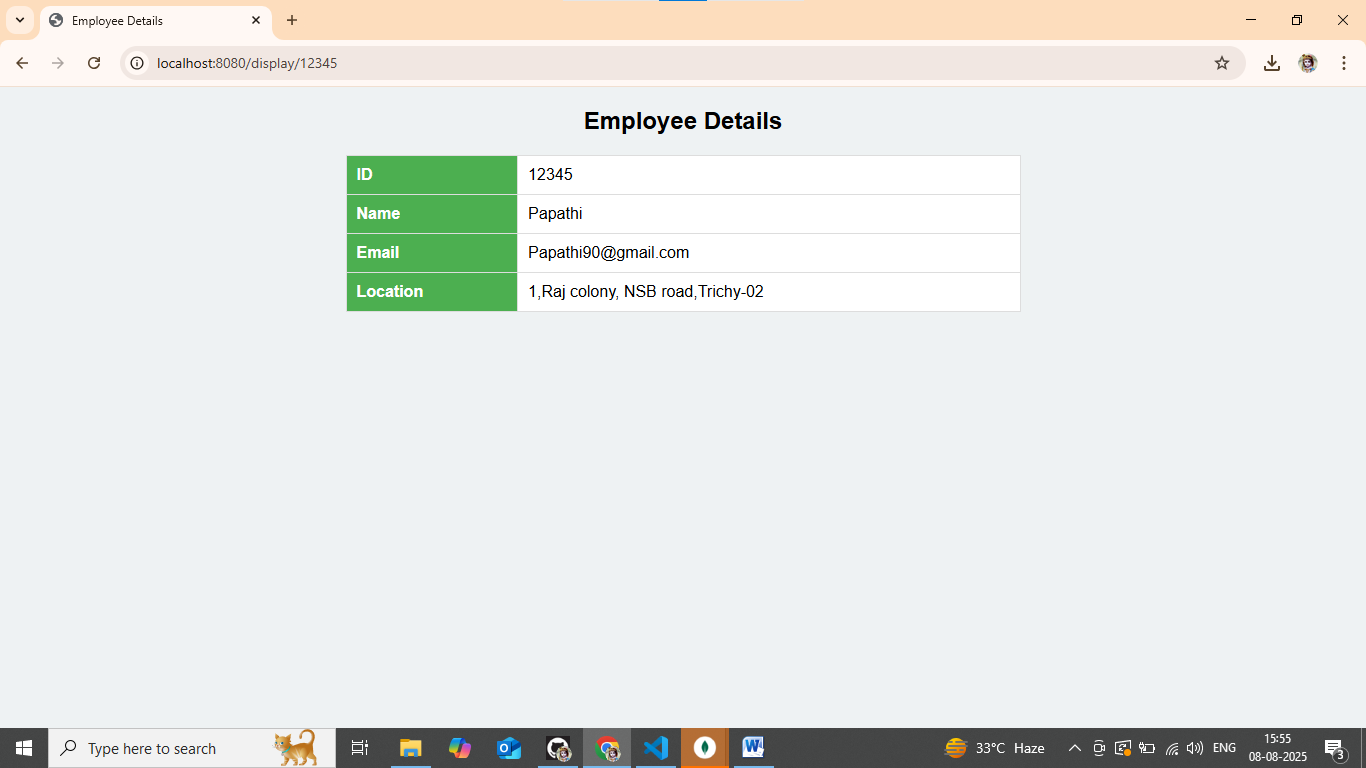 Employee Details
localhost:8080/display/12345
Employee Details
ID 12345
Name Papathi
Email Papathi90@gmail.com
Location 1,Raj colony, NSB road,Trichy-02
Type here to search
33°C Haze
ENG
15:55
08-08-2025
3